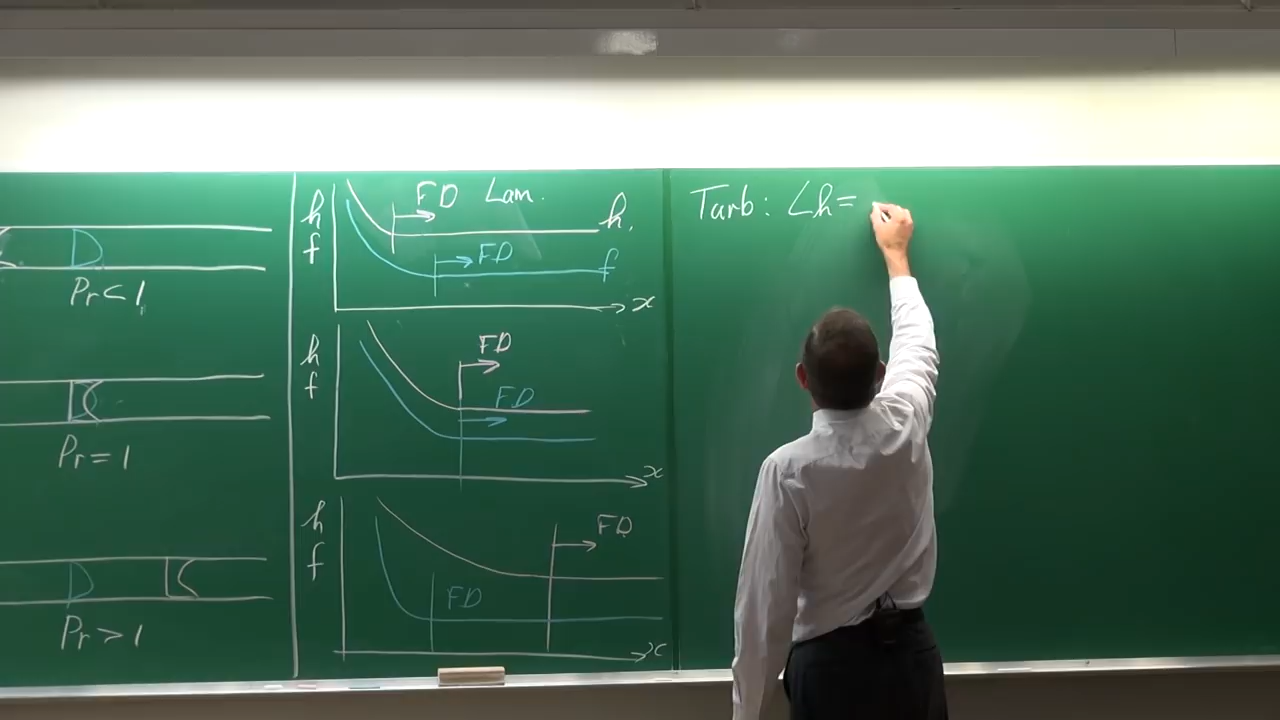 Pr < 1
Pr = 1
Pr > 1
h
f
FD Lam.
h.
FD
f
x
h
f
FD
FD
x
h
f
FD
FD
x
Turb: Lh =